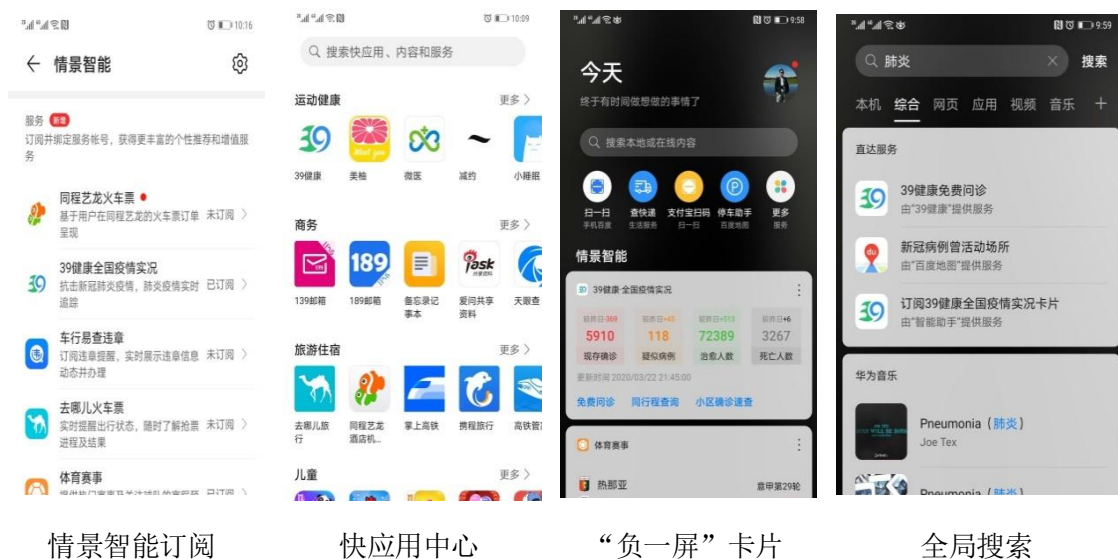 10:16
情景智能
服务 新增
订阅并绑定服务帐号，获得更丰富的个性推荐和增值服
务
同程艺龙火车票
基于用户在同程艺龙的火车票订单
呈现
未订阅
39健康全国疫情实况
抗击新冠肺炎疫情，肺炎疫情实时
追踪
已订阅
车行易查违章
订阅违章提醒，实时展示违章信息
动态并办理
未订阅
去哪儿火车票
实时提醒出行状态，随时了解抢票
进程及结果
未订阅
体育赛事
已订阅
情景智能订阅
10:09
搜索快应用、内容和服务
运动健康 更多
39健康 美柚 微医 减约 小睡眠
商务 更多
189
139邮箱 189邮箱 备忘录记
事本
爱问共享
资料
天眼查
旅游住宿 更多
去哪儿旅
行
同程艺龙
酒店机...
掌上高铁 携程旅行 高铁管
儿童 更多
快应用中心
9:58
今天
终于有时间做想做的事情了
搜索本地或在线内容
扫一扫 查快递 支付宝扫码 停车助手 更多
手机百度 生活服务 扫一扫 百度地图 服务
情景智能
39健康·全国疫情实况
较昨日+45 较昨日+513 较昨日+6
5910 118 72389 3267
现存确诊 疑似病例 治愈人数 死亡人数
更新时间 2020/03/22 21:45:00
免费问诊 同行程查询 小区确诊速查
体育赛事
热那亚 意甲第29轮
“负一屏”卡片
9:59
肺炎 搜索
本机 综合 网页 应用 视频 音乐
直达服务
39健康免费问诊
由“39健康”提供服务
新冠病例曾活动场所
由“百度地图”提供服务
订阅39健康全国疫情实况卡片
由“智能助手”提供服务
华为音乐
Pneumonia (肺炎)
Joe Tex
Pneumonia (肺炎)
全局搜索